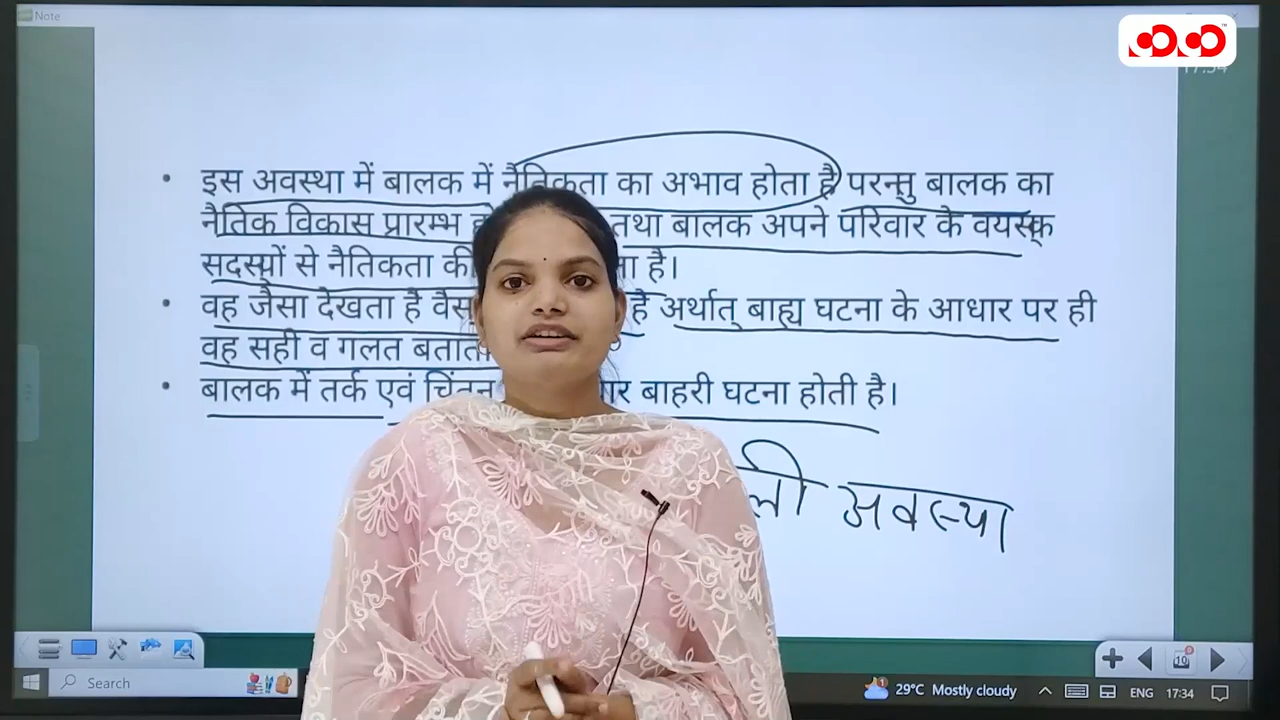 Note
इस अवस्था में बालक में नैतिकता का अभाव होता है परन्तु बालक का
नैतिक विकास प्रारम्भ तथा बालक अपने परिवार के वयस्क
सदस्यों से नैतिकता की है।
वह जैसा देखता है है अर्थात् बाह्य घटना के आधार पर ही
वह सही व गलत
बालक में तर्क एवं चिंतन बाहरी घटना होती है।
अवस्था
Search
29°C Mostly cloudy
ENG
17:34